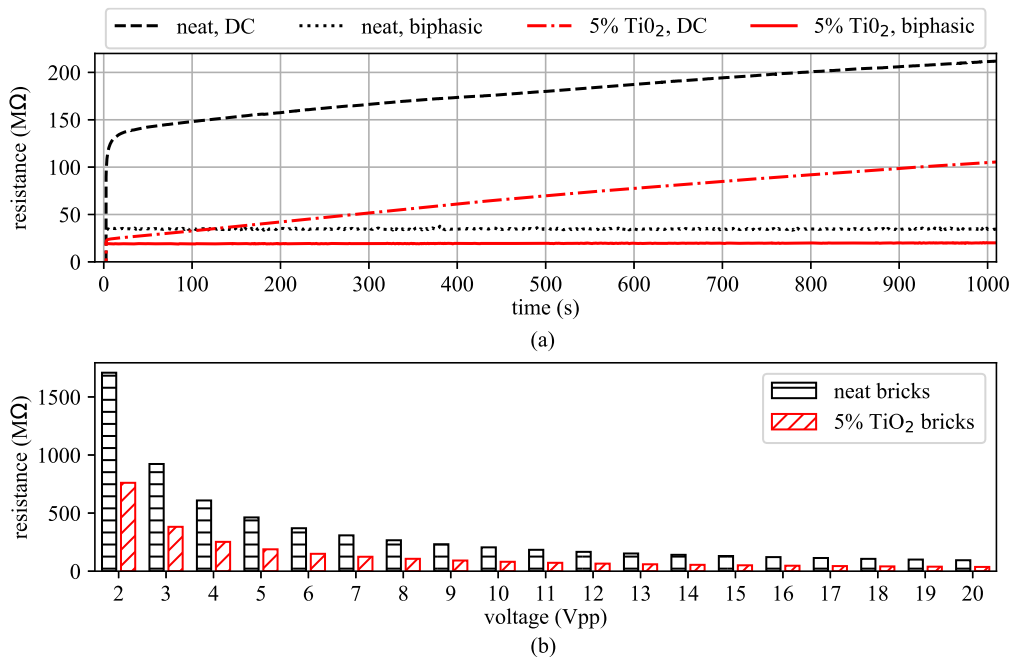 neat, DC neat, biphasic 5% TiO₂, DC 5% TiO₂, biphasic
200
150
100
50
0
resistance (MΩ)
0 100 200 300 400 500 600 700 800 900 1000
time (s)
(a)
1500
1000
500
0
resistance (MΩ)
neat bricks
5% TiO₂ bricks
2 3 4 5 6 7 8 9 10 11 12 13 14 15 16 17 18 19 20
voltage (Vpp)
(b)